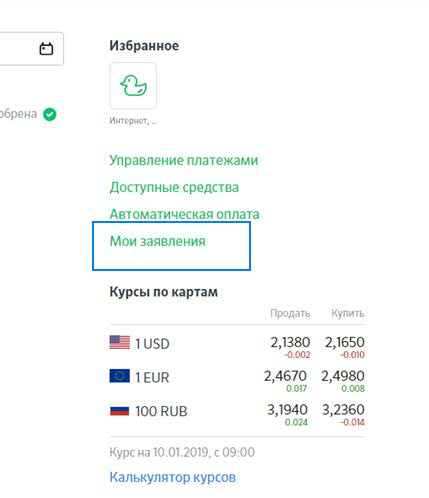 Избранное
обрена
Интернет, ...
Управление платежами
Доступные средства
Автоматическая оплата
Мои заявления
Курсы по картам
Продать Купить
1 USD 2,1380 2,1650
-0.002 -0.010
1 EUR 2,4670 2,4980
0.017 0.008
100 RUB 3,1940 3,2360
0.024 -0.014
Курс на 10.01.2019, с 09:00
Калькулятор курсов